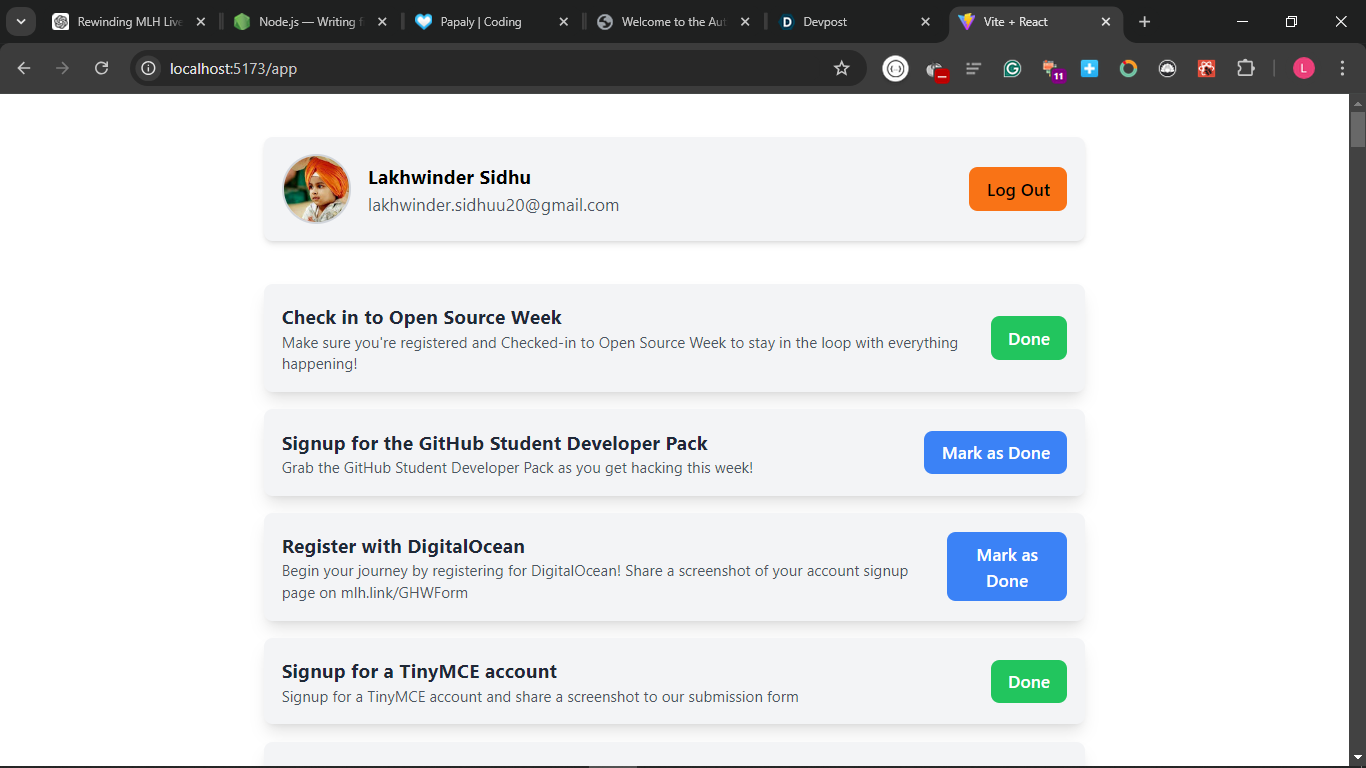 Rewinding MLH Live
Node.js — Writing f
Papaly | Coding
Welcome to the Aut
Devpost
Vite + React
localhost:5173/app
11
L
Lakhwinder Sidhu
lakhwinder.sidhuu20@gmail.com
Log Out
Check in to Open Source Week
Make sure you're registered and Checked-in to Open Source Week to stay in the loop with everything
happening!
Done
Signup for the GitHub Student Developer Pack
Grab the GitHub Student Developer Pack as you get hacking this week!
Mark as Done
Register with DigitalOcean
Begin your journey by registering for DigitalOcean! Share a screenshot of your account signup
page on mlh.link/GHWForm
Mark as
Done
Signup for a TinyMCE account
Signup for a TinyMCE account and share a screenshot to our submission form
Done